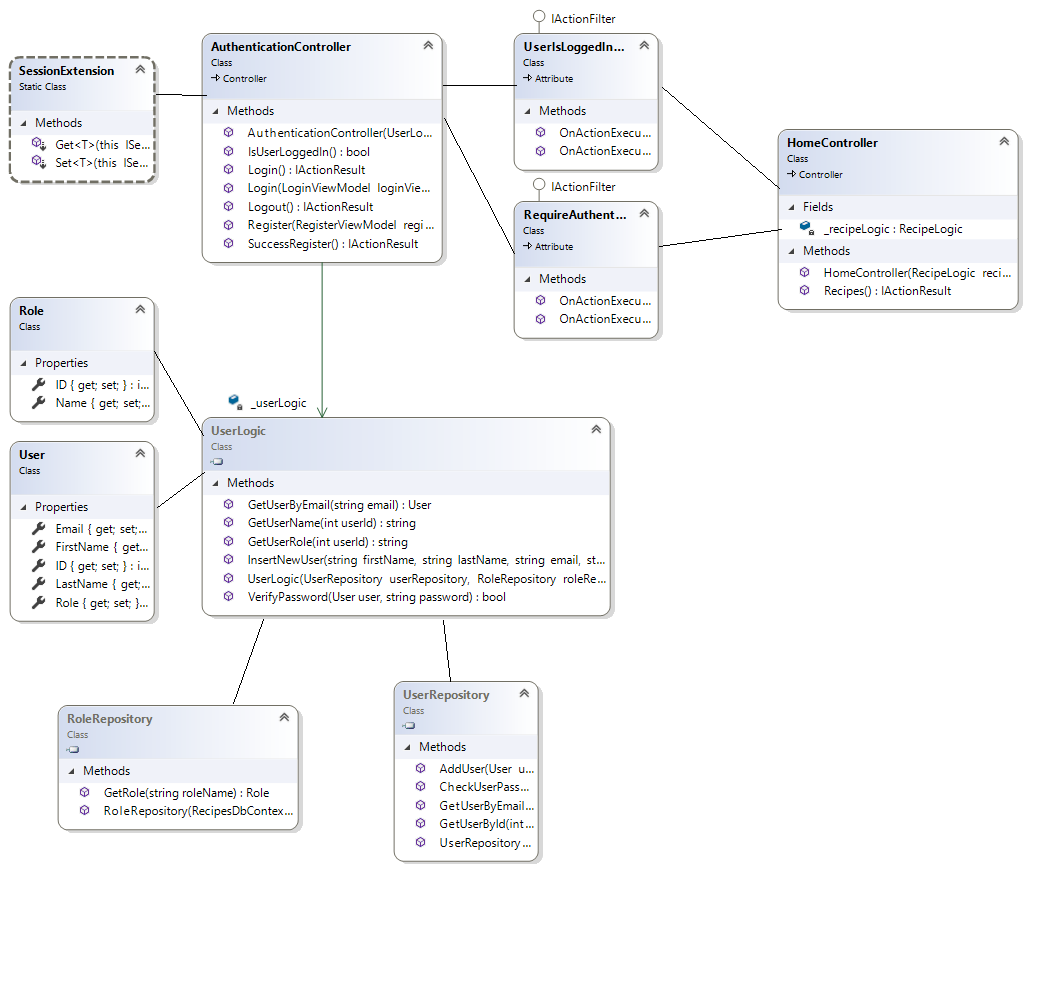 SessionExtension
Static Class
Methods
Get<T>(this ISe...
Set<T>(this ISe...
AuthenticationController
Class
Controller
Methods
AuthenticationController(UserLo...
IsUserLoggedIn() : bool
Login() : IActionResult
Login(LoginViewModel loginVie...
Logout() : IActionResult
Register(RegisterViewModel regi...
SuccessRegister() : IActionResult
IActionFilter
UserIsLoggedIn...
Class
Attribute
Methods
OnActionExecu...
OnActionExecu...
IActionFilter
RequireAuthent...
Class
Attribute
Methods
OnActionExecu...
OnActionExecu...
HomeController
Class
Controller
Fields
_recipeLogic : RecipeLogic
Methods
HomeController(RecipeLogic reci...
Recipes() : IActionResult
Role
Class
Properties
ID { get; set; } : i...
Name { get; set;...
User
Class
Properties
Email { get; set;...
FirstName { get...
ID { get; set; } : i...
LastName { get;...
Role { get; set; }...
_userLogic
UserLogic
Class
Methods
GetUserByEmail(string email) : User
GetUserName(int userId) : string
GetUserRole(int userId) : string
InsertNewUser(string firstName, string lastName, string email, st...
UserLogic(UserRepository userRepository, RoleRepository roleRe...
VerifyPassword(User user, string password) : bool
RoleRepository
Class
Methods
GetRole(string roleName) : Role
RoleRepository(RecipesDbContex...
UserRepository
Class
Methods
AddUser(User u...
CheckUserPass...
GetUserByEmail...
GetUserById(int...
UserRepository...